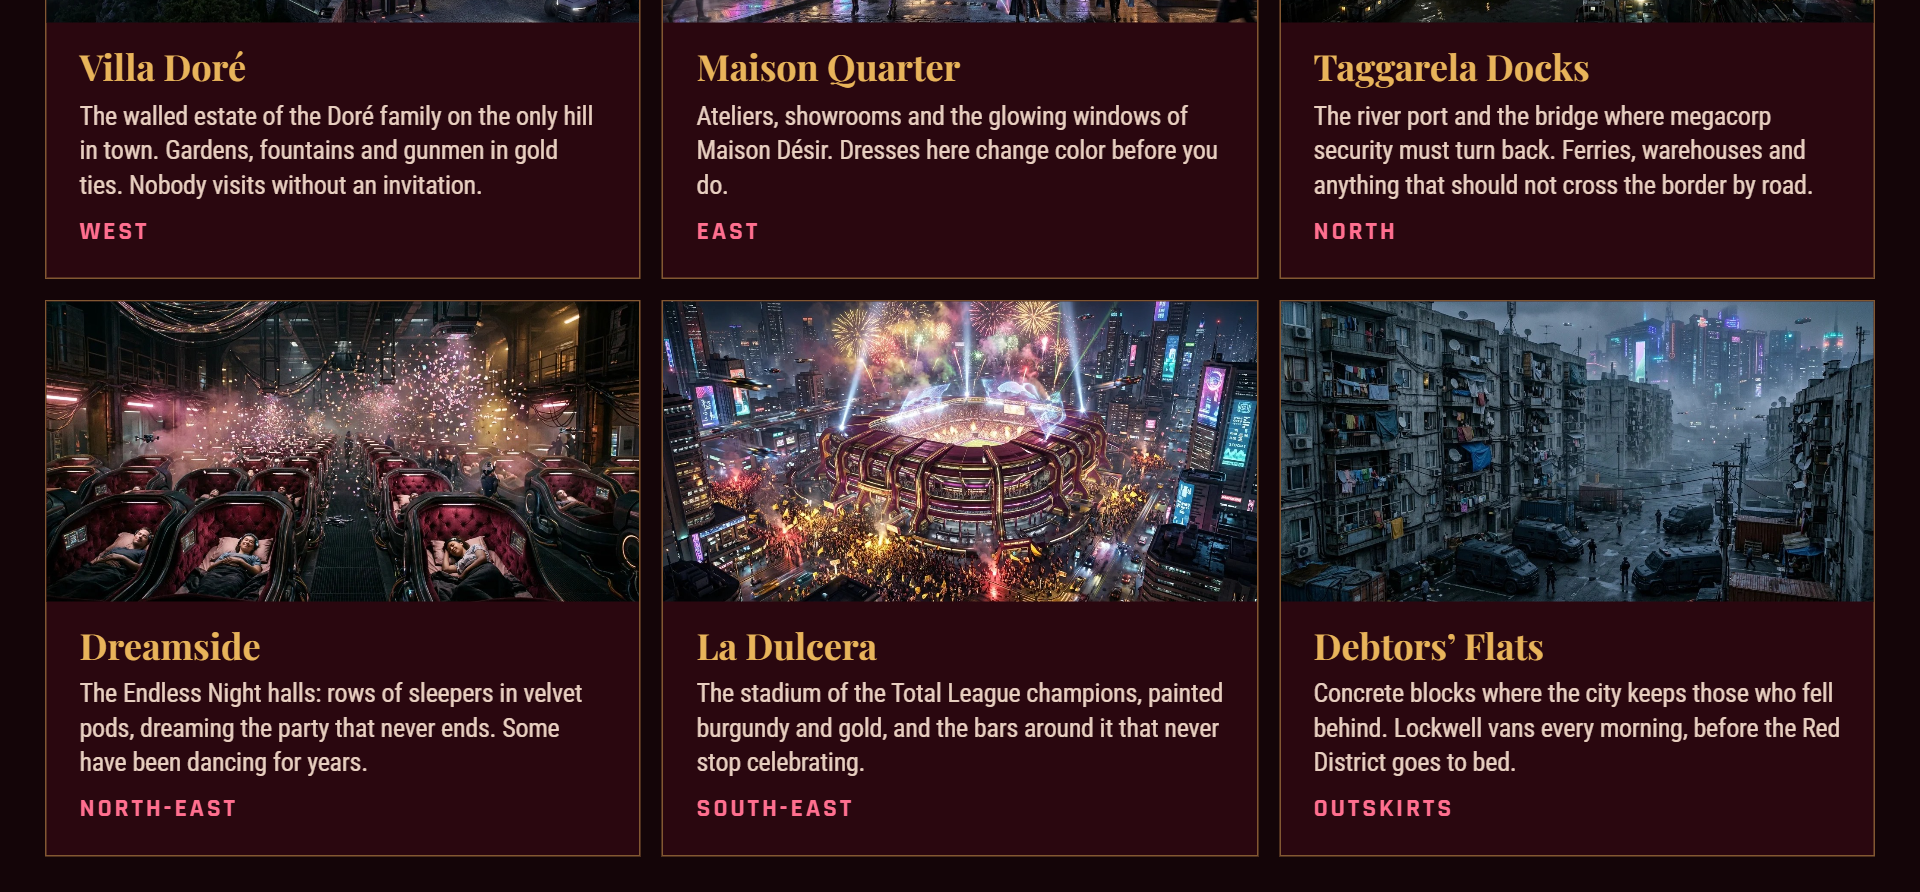 Villa Doré
The walled estate of the Doré family on the only hill
in town. Gardens, fountains and gunmen in gold
ties. Nobody visits without an invitation.
WEST
Maison Quarter
Ateliers, showrooms and the glowing windows of
Maison Désir. Dresses here change color before you
do.
EAST
Taggarela Docks
The river port and the bridge where megacorp
security must turn back. Ferries, warehouses and
anything that should not cross the border by road.
NORTH
Dreamside
The Endless Night halls: rows of sleepers in velvet
pods, dreaming the party that never ends. Some
have been dancing for years.
NORTH-EAST
La Dulcera
The stadium of the Total League champions, painted
burgundy and gold, and the bars around it that never
stop celebrating.
SOUTH-EAST
Debtors’ Flats
Concrete blocks where the city keeps those who fell
behind. Lockwell vans every morning, before the Red
District goes to bed.
OUTSKIRTS